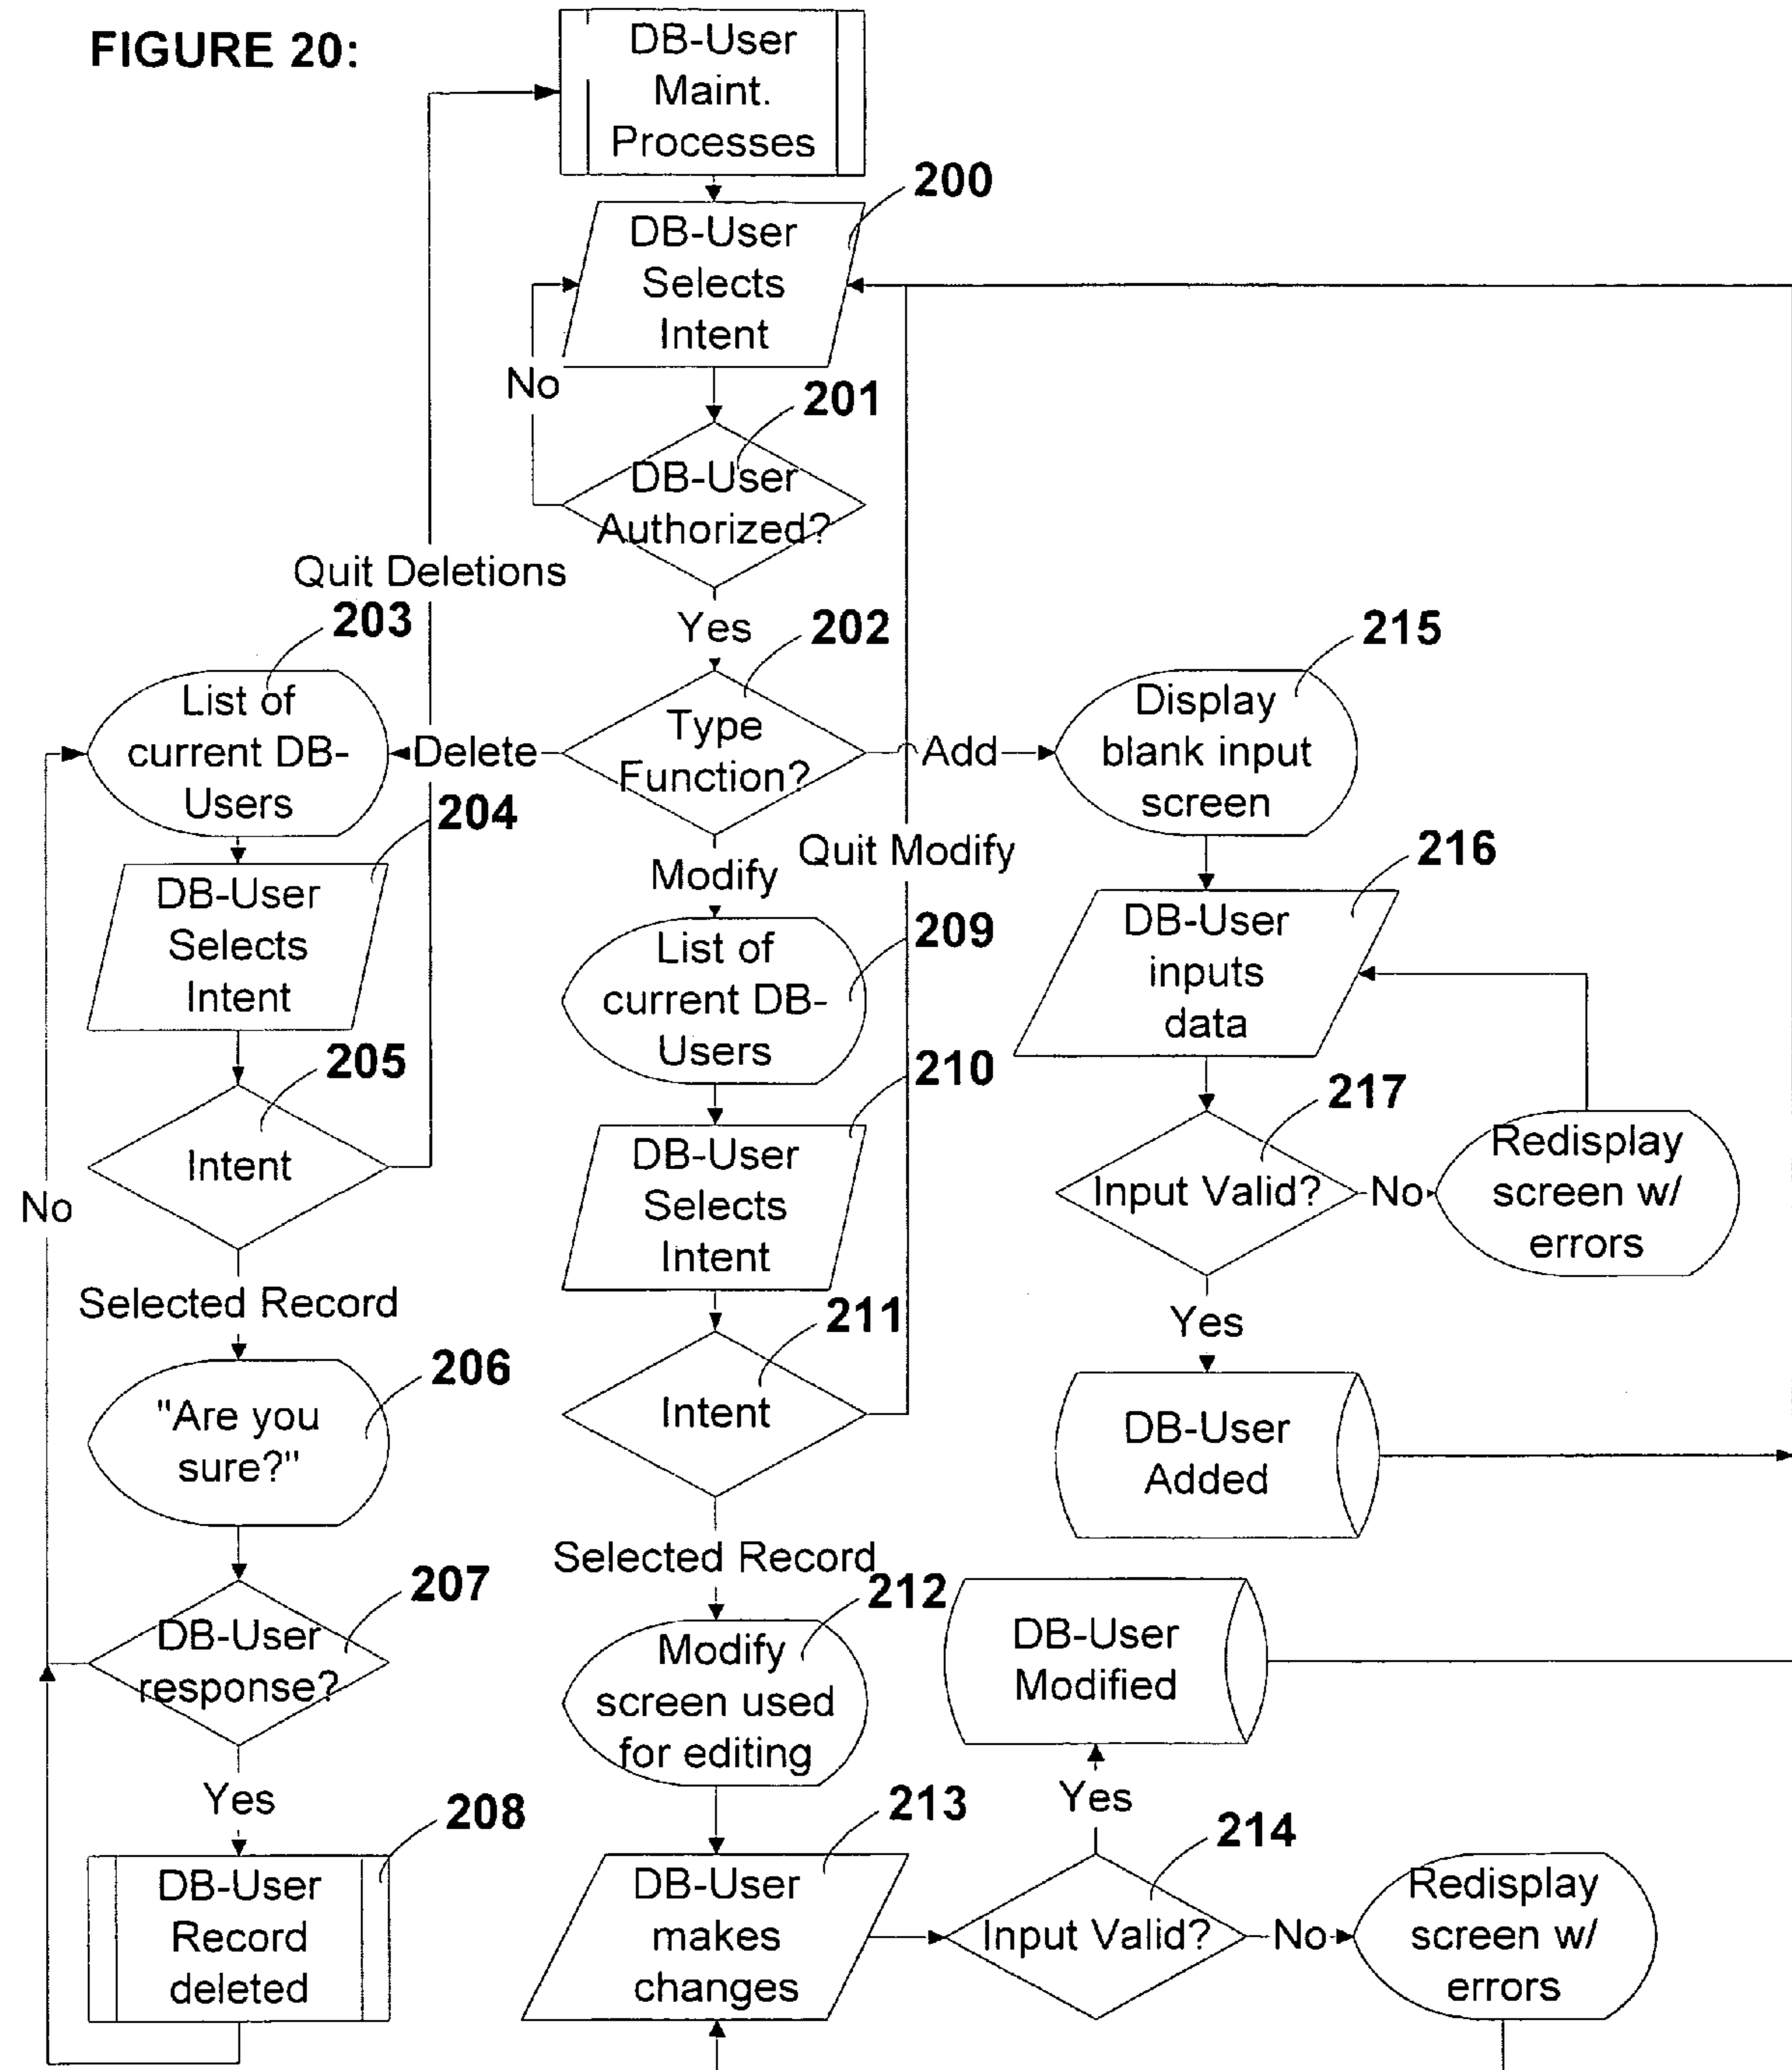 FIGURE 20:
DB-User
Maint.
Processes
200
DB-User
Selects
Intent
No
201
DB-User
Authorized?
Quit Deletions
Yes
202
203
List of
current DB-
Users
Delete
Type
Function?
Add
215
Display
blank input
screen
204
DB-User
Selects
Intent
Modify
Quit Modify
216
DB-User
inputs
data
209
List of
current DB-
Users
205
Intent
No
210
DB-User
Selects
Intent
217
Input Valid?
No
Redisplay
screen w/
errors
Selected Record
Yes
206
"Are you
sure?"
211
Intent
DB-User
Added
207
DB-User
response?
Selected Record
212
Modify
screen used
for editing
DB-User
Modified
Yes
208
DB-User
Record
deleted
213
DB-User
makes
changes
Yes
214
Input Valid?
No
Redisplay
screen w/
errors